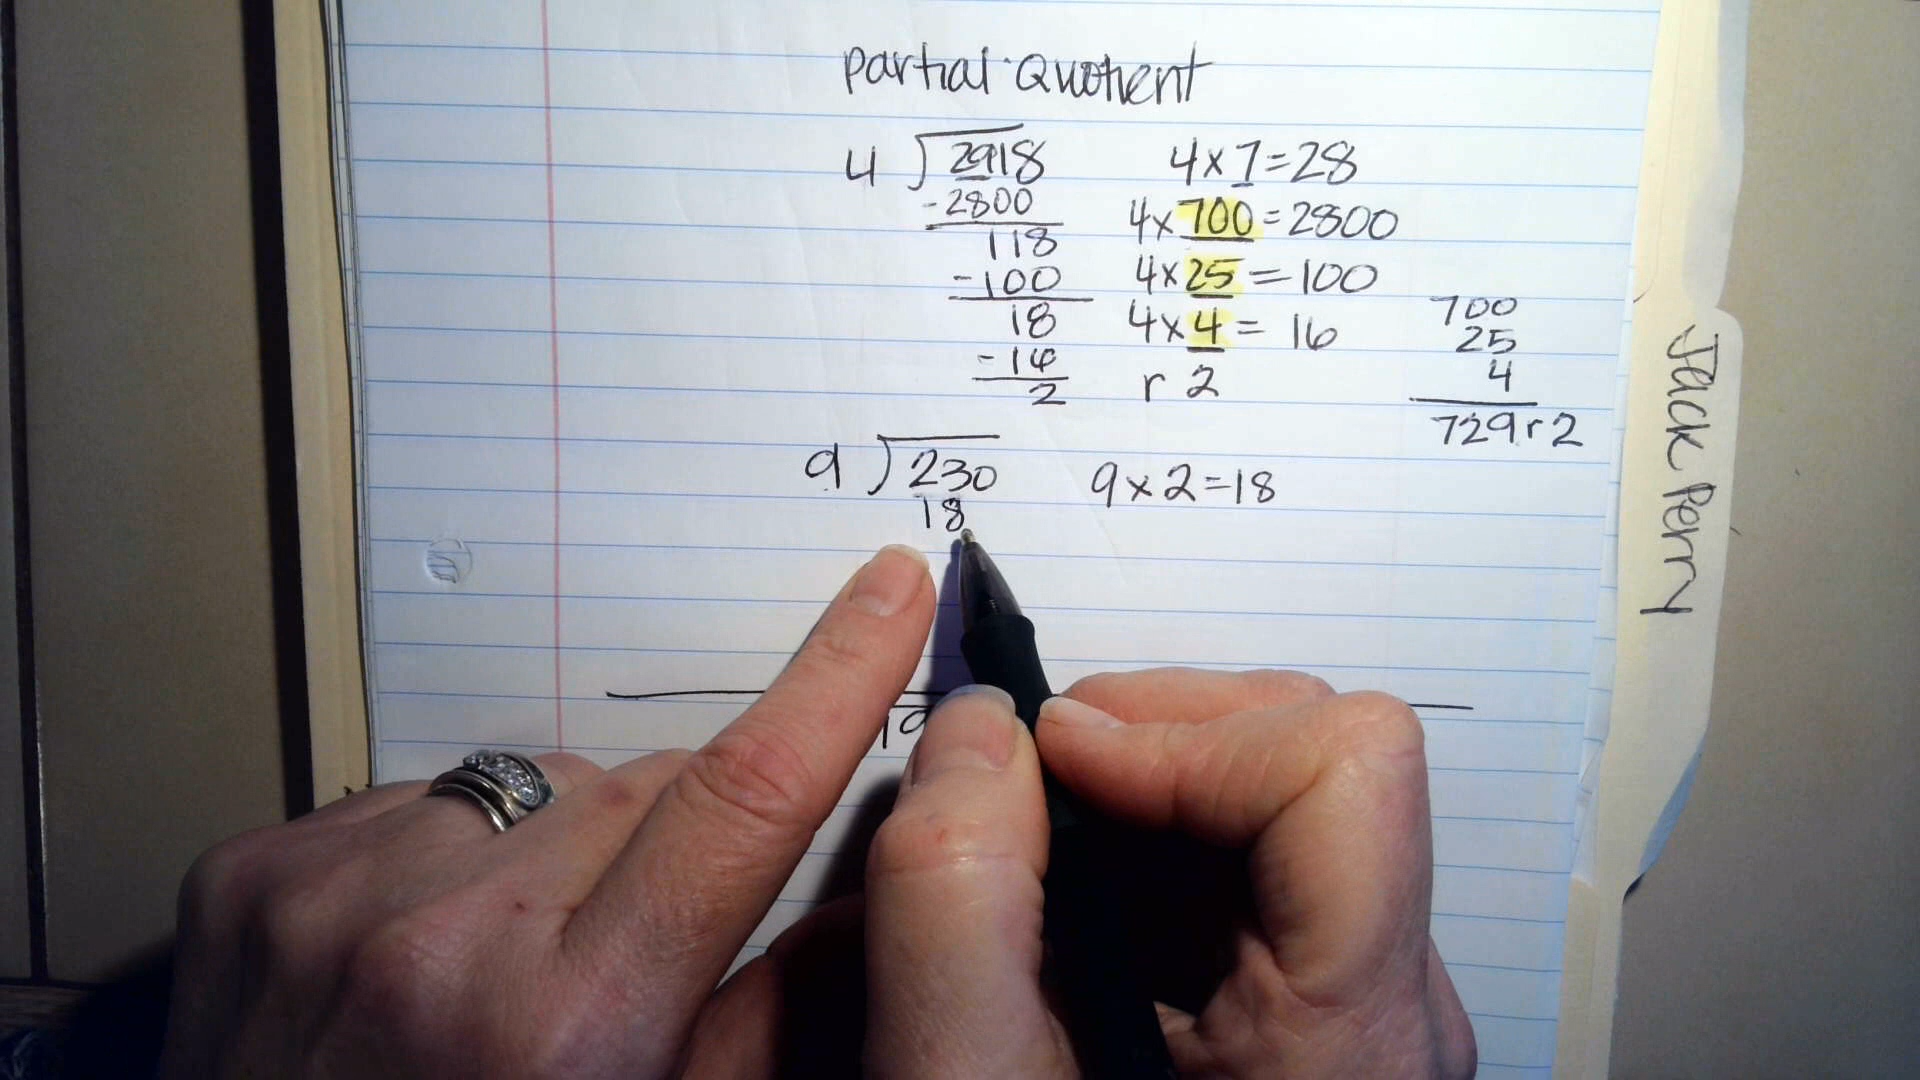 partial Quotient
4 2918 4x7=28
-2800 4x700=2800
118
-100 4x25=100
18 4x4=16
-16 r 2
2
700
25
4
729r2
9 230 9x2=18
18
19
Jack Perry